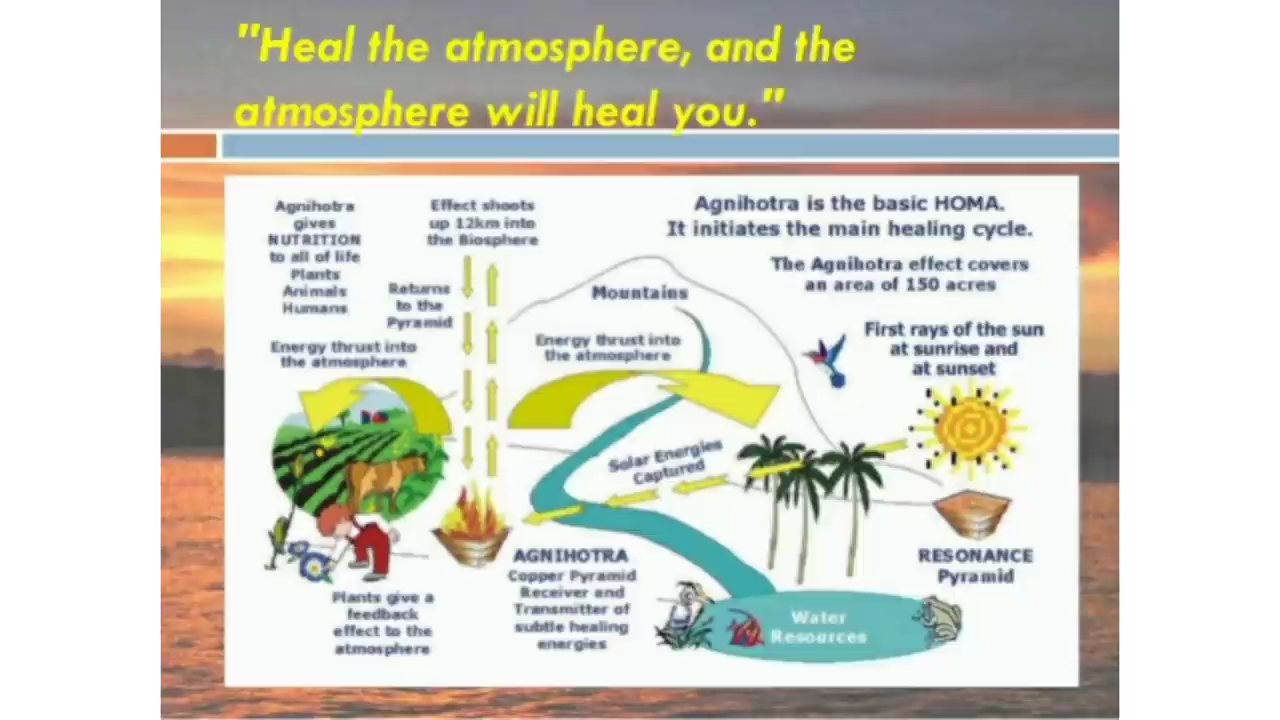 "Heal the atmosphere, and the
atmosphere will heal you."
Agnihotra
gives
NUTRITION
to all of life
Plants
Animals
Humans
Effect shoots
up 12km into
the Biosphere
Agnihotra is the basic HOMA.
It initiates the main healing cycle.
The Agnihotra effect covers
an area of 150 acres
Returns
to the
Pyramid
Mountains
First rays of the sun
at sunrise and
at sunset
Energy thrust into
the atmosphere
Energy thrust into
the atmosphere
Solar Energies
Captured
AGNIHOTRA
Copper Pyramid
Receiver and
Transmitter of
subtle healing
energies
RESONANCE
Pyramid
Plants give a
feedback
effect to the
atmosphere
Water
Resources